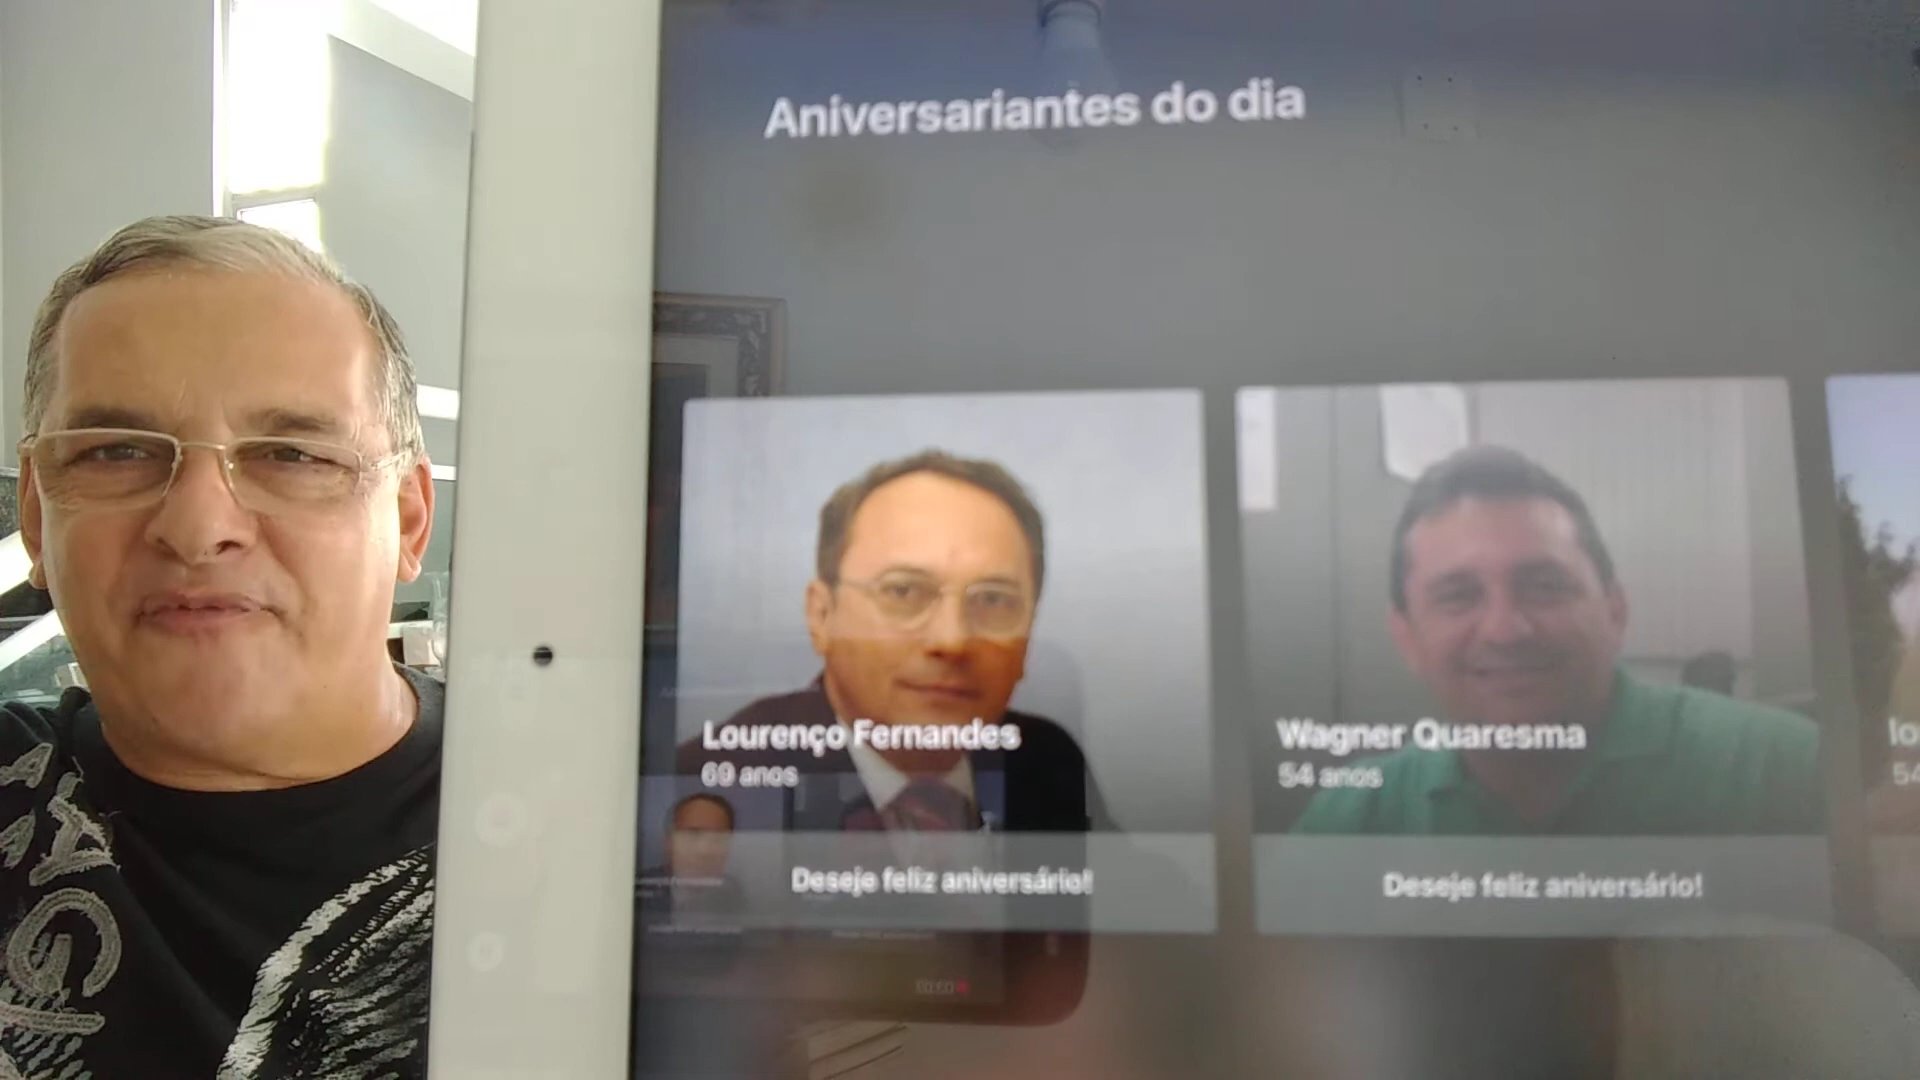 Aniversariantes do dia
Lourenço Fernandes
69 anos
Deseje feliz aniversário!
Wagner Quaresma
54 anos
Deseje feliz aniversário!